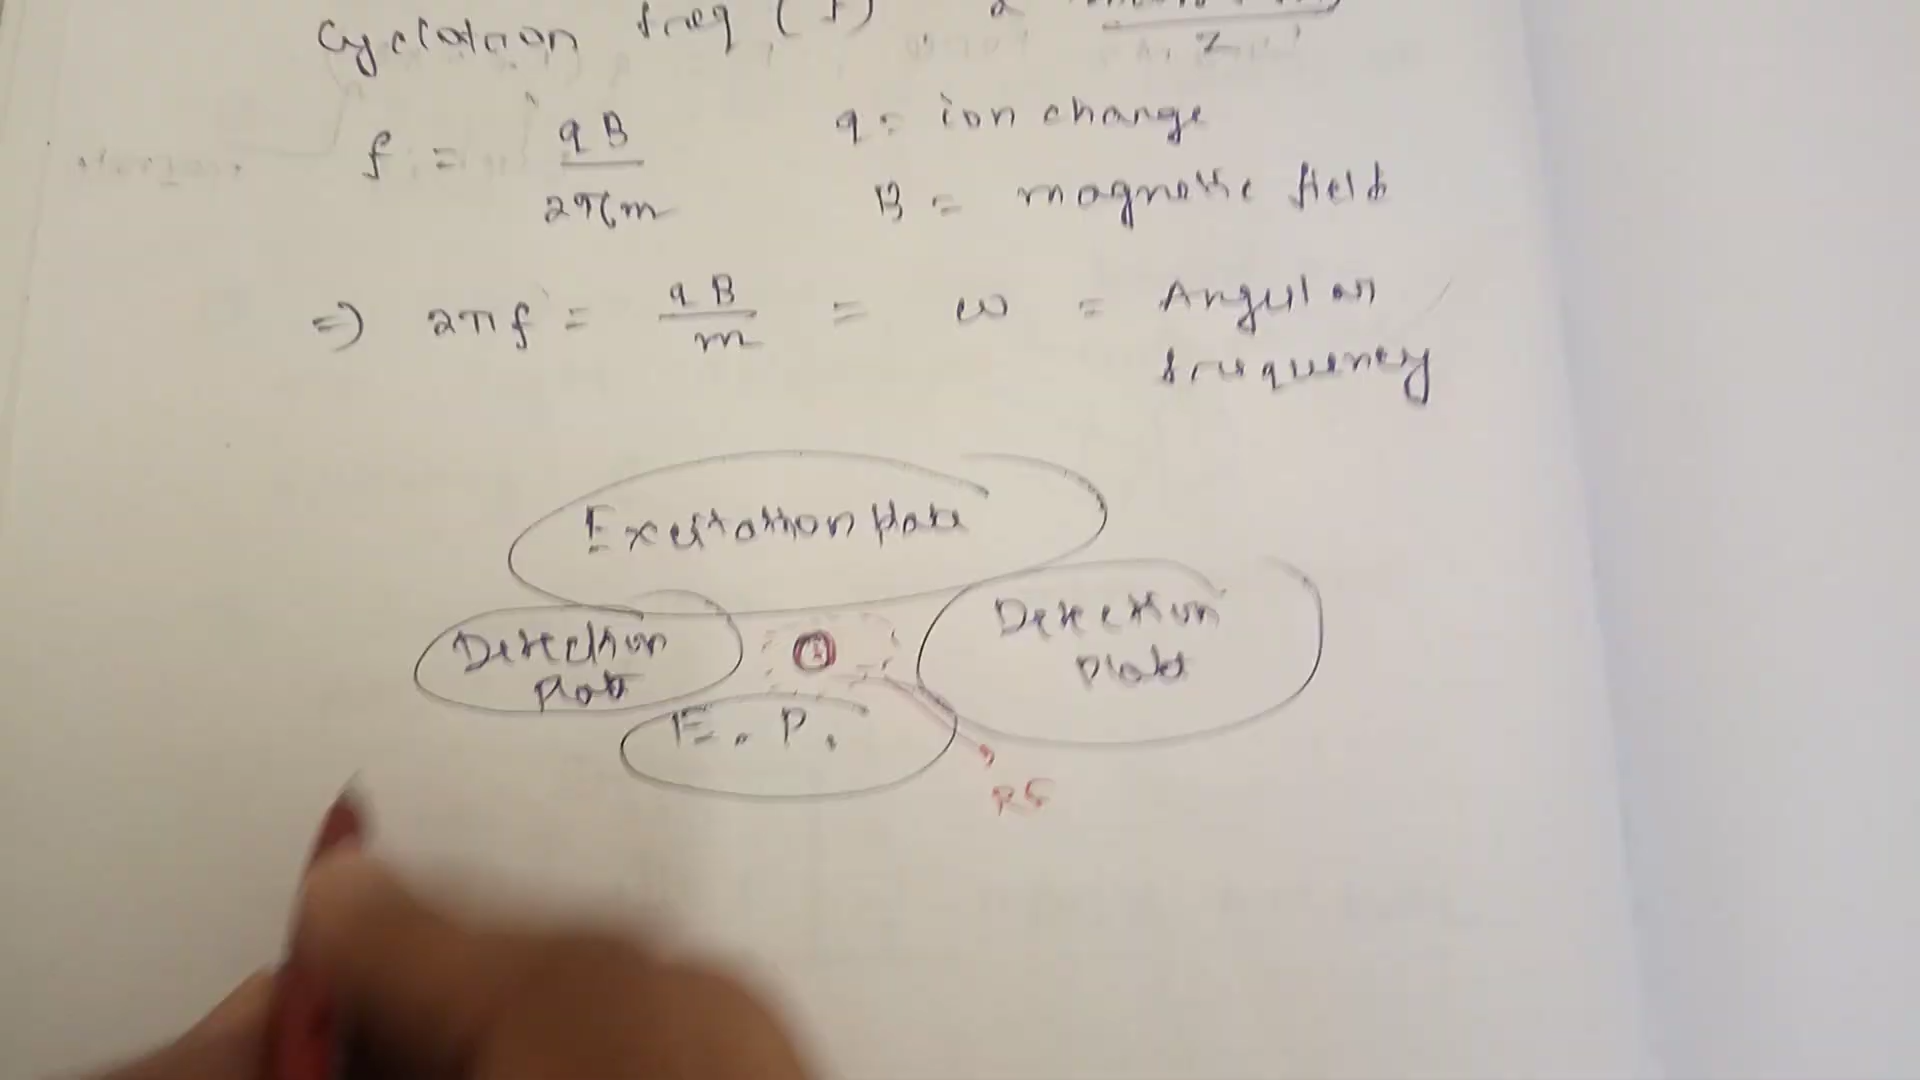 Cyclotron freq (f)
f = qB / 2πm
q = ion charge
B = magnetic field
=> 2πf = qB / m = w = Angular
frequency
Excitation plate
Detection
plate
Detection
plate
E. P.
RF